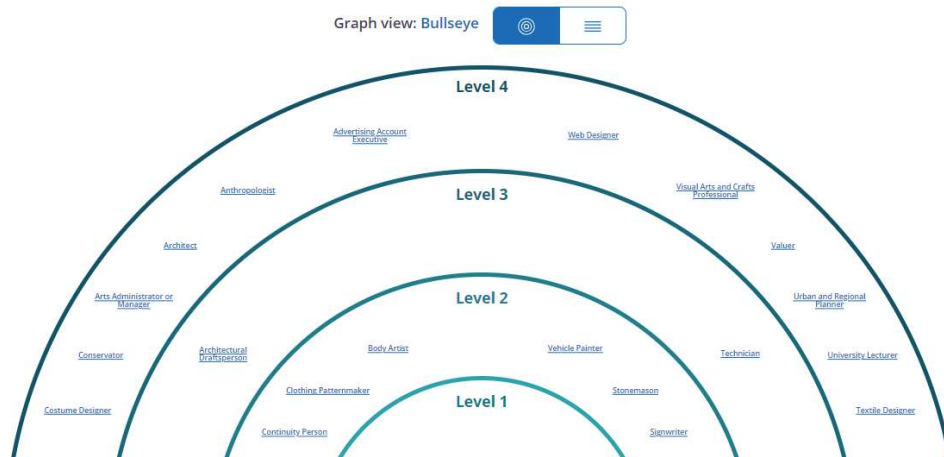 Graph view: Bullseye
Level 4
Advertising Account
Executive
Web Designer
Anthropologist
Visual Arts and Crafts
Professional
Level 3
Architect
Valuer
Arts Administrator or
Manager
Urban and Regional
Planner
Level 2
Conservator
Architectural
Draftsperson
Body Artist
Vehicle Painter
Technician
University Lecturer
Clothing Patternmaker
Stonemason
Level 1
Costume Designer
Textile Designer
Continuity Person
Signwriter